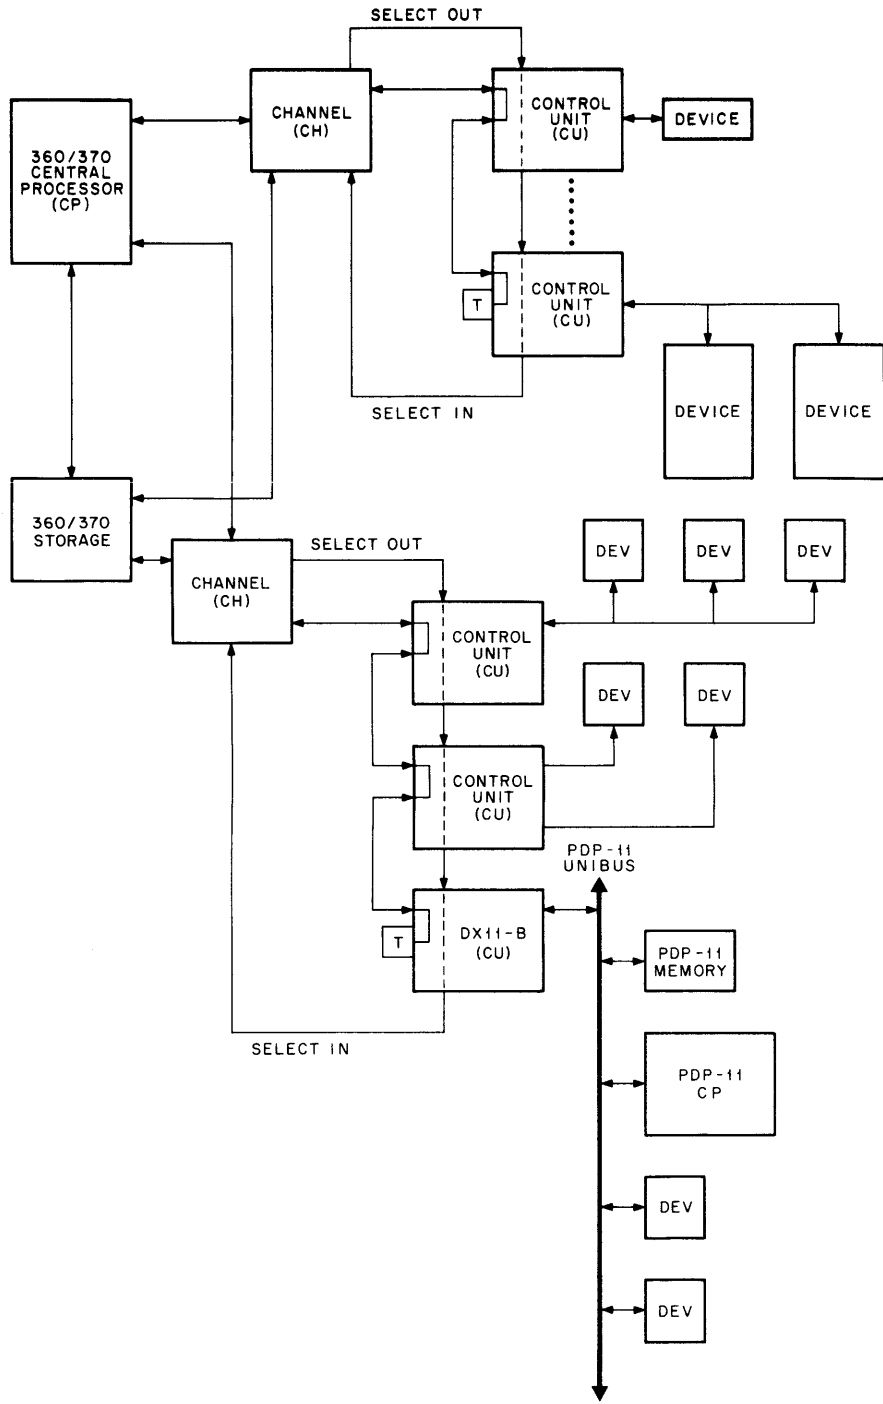 SELECT OUT
CHANNEL
(CH)
CONTROL
UNIT
(CU)
DEVICE
360/370
CENTRAL
PROCESSOR
(CP)
CONTROL
UNIT
(CU)
T
SELECT IN
DEVICE
DEVICE
360/370
STORAGE
SELECT OUT
CHANNEL
(CH)
DEV
DEV
DEV
CONTROL
UNIT
(CU)
DEV
DEV
CONTROL
UNIT
(CU)
PDP-11
UNIBUS
DX11-B
(CU)
T
SELECT IN
PDP-11
MEMORY
PDP-11
CP
DEV
DEV